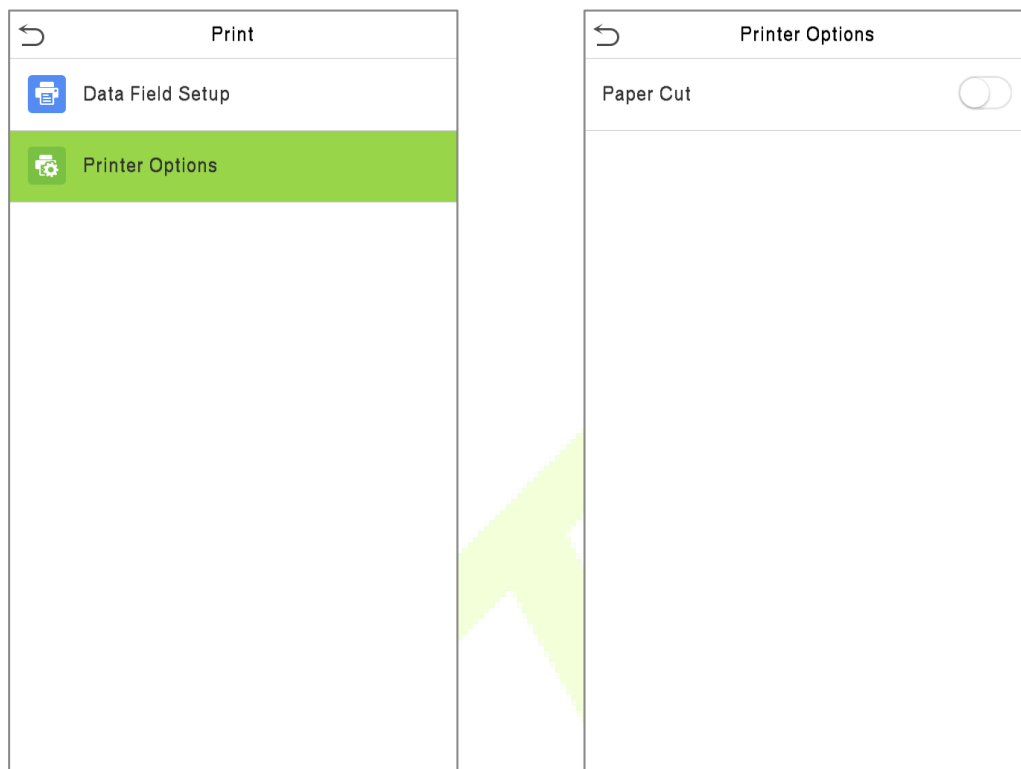 Print
Data Field Setup
Printer Options
Printer Options
Paper Cut